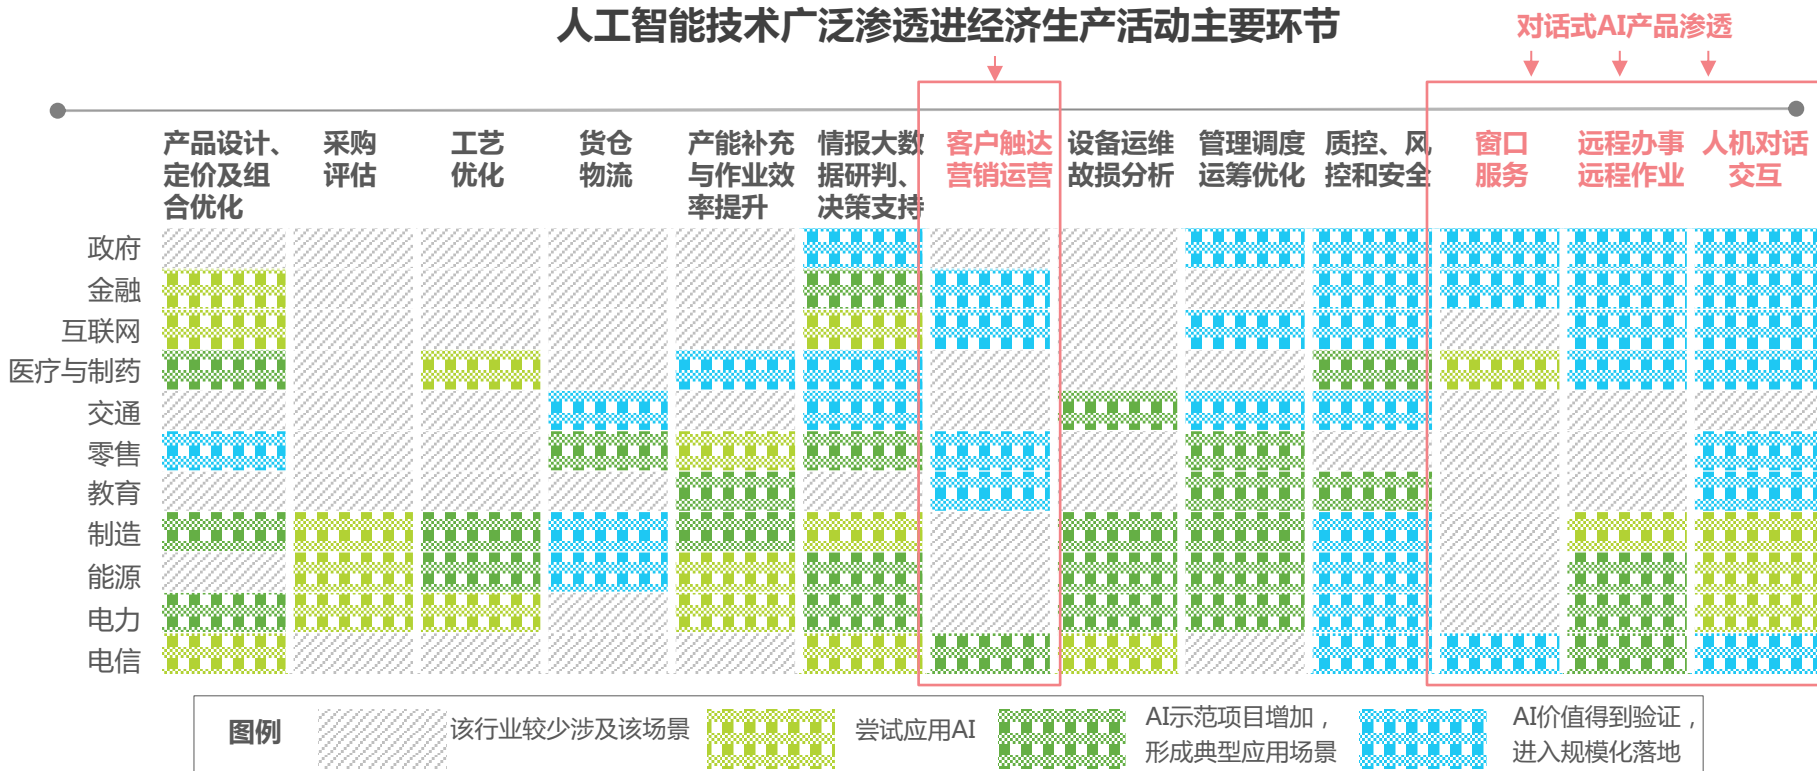 人工智能技术广泛渗透进经济生产活动主要环节
对话式AI产品渗透
产品设计、
定价及组
合优化
采购
评估
工艺
优化
货仓
物流
产能补充
与作业效
率提升
情报大数
据研判、
决策支持
客户触达
营销运营
设备运维
故损分析
管理调度
运筹优化
质控、风
控和安全
窗口
服务
远程办事
远程作业
人机对话
交互
政府
金融
互联网
医疗与制药
交通
零售
教育
制造
能源
电力
电信
图例
该行业较少涉及该场景
尝试应用AI
AI示范项目增加，
形成典型应用场景
AI价值得到验证，
进入规模化落地